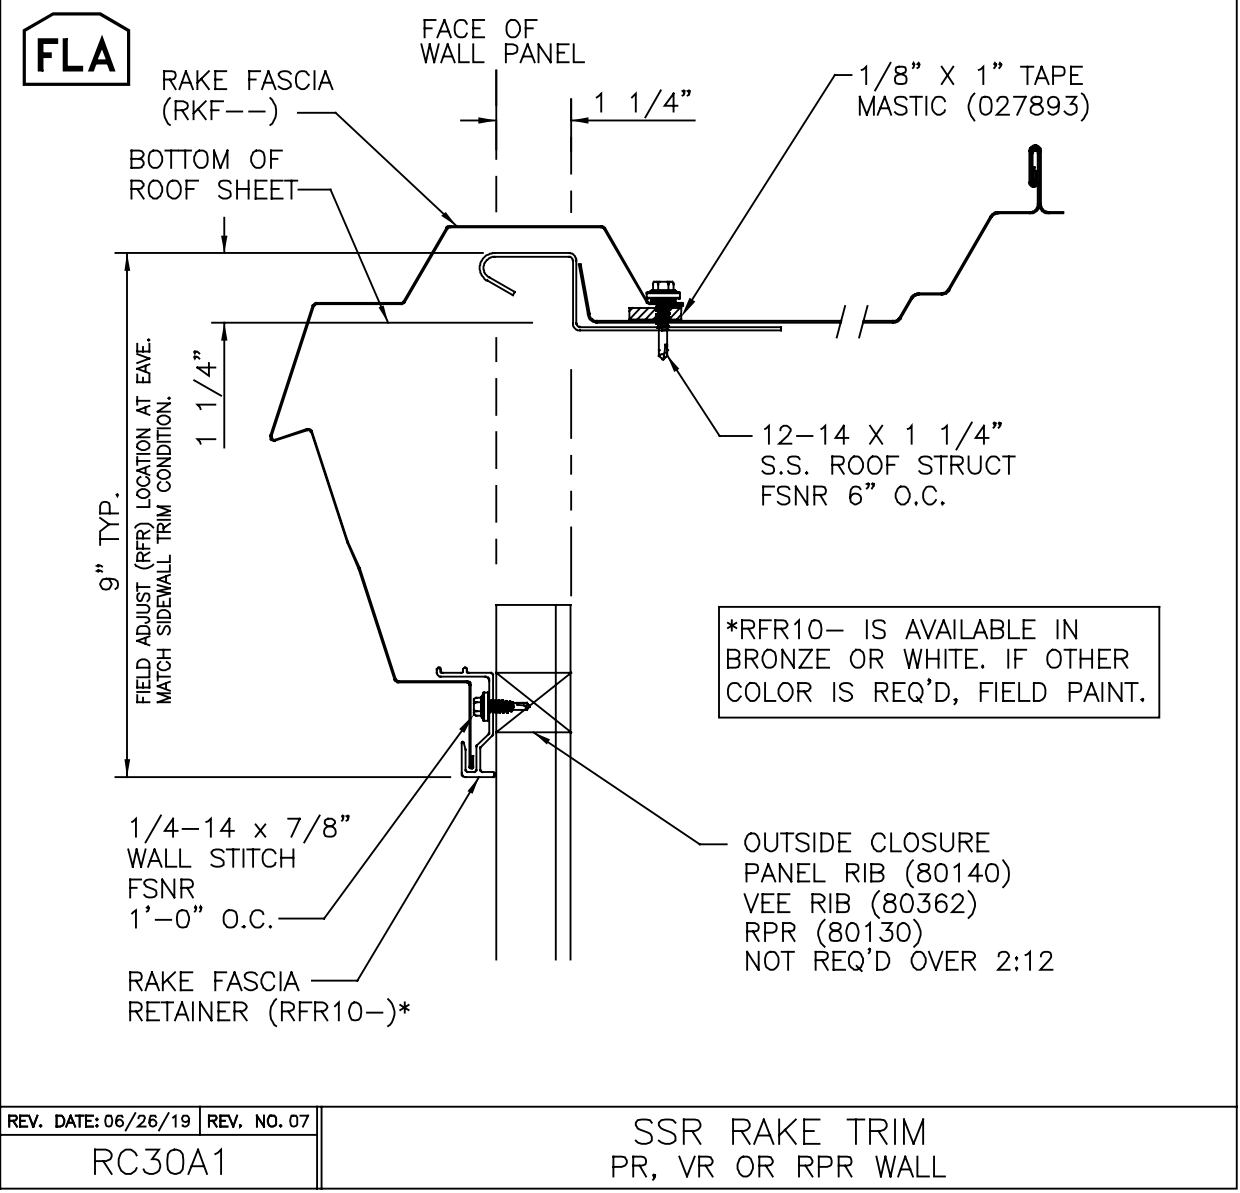 FLA
FACE OF
WALL PANEL
RAKE FASCIA
(RKF--)
1 1/4"
1/8" X 1" TAPE
MASTIC (027893)
BOTTOM OF
ROOF SHEET
1 1/4"
9" TYP.
FIELD ADJUST (RFR) LOCATION AT EAVE.
MATCH SIDEWALL TRIM CONDITION.
12-14 X 1 1/4"
S.S. ROOF STRUCT
FSNR 6" O.C.
*RFR10- IS AVAILABLE IN
BRONZE OR WHITE. IF OTHER
COLOR IS REQ'D, FIELD PAINT.
1/4-14 x 7/8"
WALL STITCH
FSNR
1'-0" O.C.
OUTSIDE CLOSURE
PANEL RIB (80140)
VEE RIB (80362)
RPR (80130)
NOT REQ'D OVER 2:12
RAKE FASCIA
RETAINER (RFR10-)*
REV. DATE: 06/26/19 REV. NO. 07
RC30A1
SSR RAKE TRIM
PR, VR OR RPR WALL